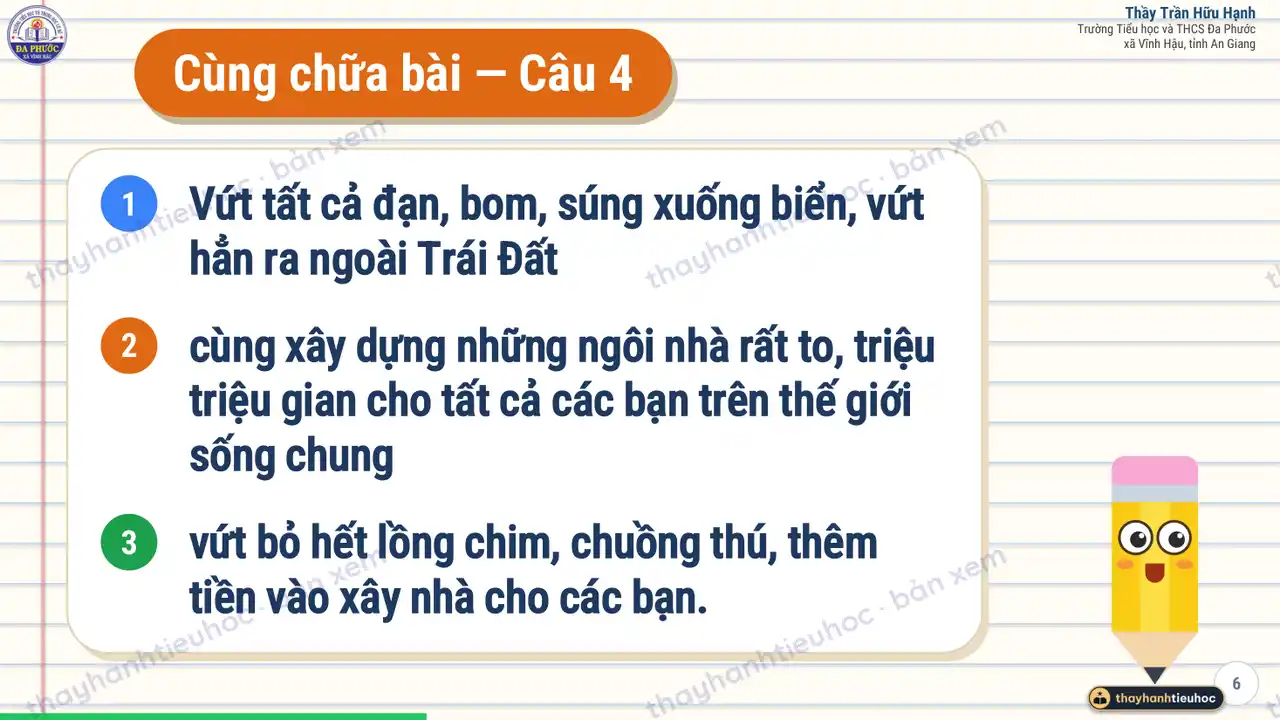 Thầy Trần Hữu Hạnh
Trường Tiểu học và THCS Đa Phước
xã Vĩnh Hậu, tỉnh An Giang
ĐA PHƯỚC
XÃ VĨNH HẬU
Cùng chữa bài – Câu 4
1
Vứt tất cả đạn, bom, súng xuống biển, vứt
hẳn ra ngoài Trái Đất
2
cùng xây dựng những ngôi nhà rất to, triệu
triệu gian cho tất cả các bạn trên thế giới
sống chung
3
vứt bỏ hết lồng chim, chuồng thú, thêm
tiền vào xây nhà cho các bạn.
thayhanhtieuhoc · bản xem
thayhanhtieuhoc · bản xem
thayhanhtieuhoc · bản xem
thayhanhtieuhoc · bản xem
thayhanhtieuhoc
6